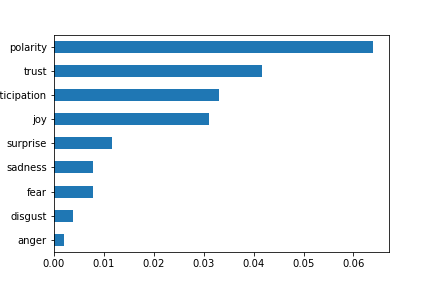 polarity
trust
ticipation
joy
surprise
sadness
fear
disgust
anger
0.00 0.01 0.02 0.03 0.04 0.05 0.06